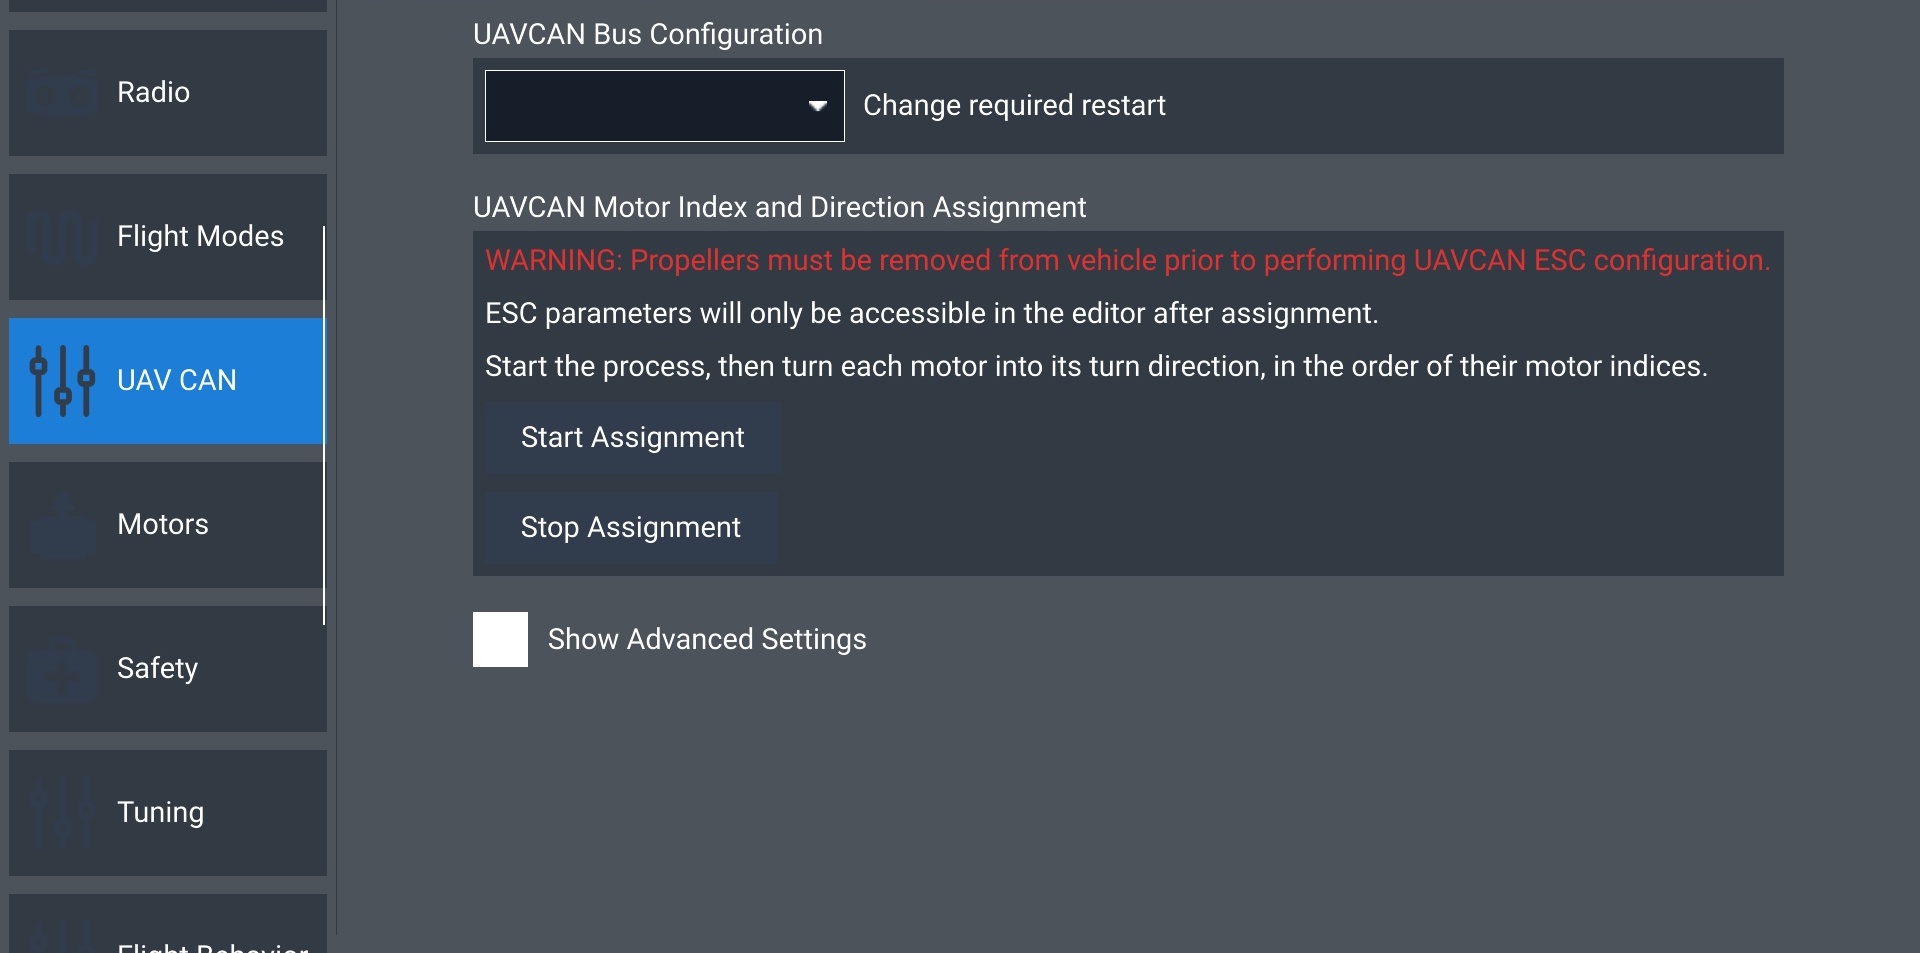 Radio
Flight Modes
UAV CAN
Motors
Safety
Tuning
Flight Behavior
UAVCAN Bus Configuration
Change required restart
UAVCAN Motor Index and Direction Assignment
WARNING: Propellers must be removed from vehicle prior to performing UAVCAN ESC configuration.
ESC parameters will only be accessible in the editor after assignment.
Start the process, then turn each motor into its turn direction, in the order of their motor indices.
Start Assignment
Stop Assignment
Show Advanced Settings